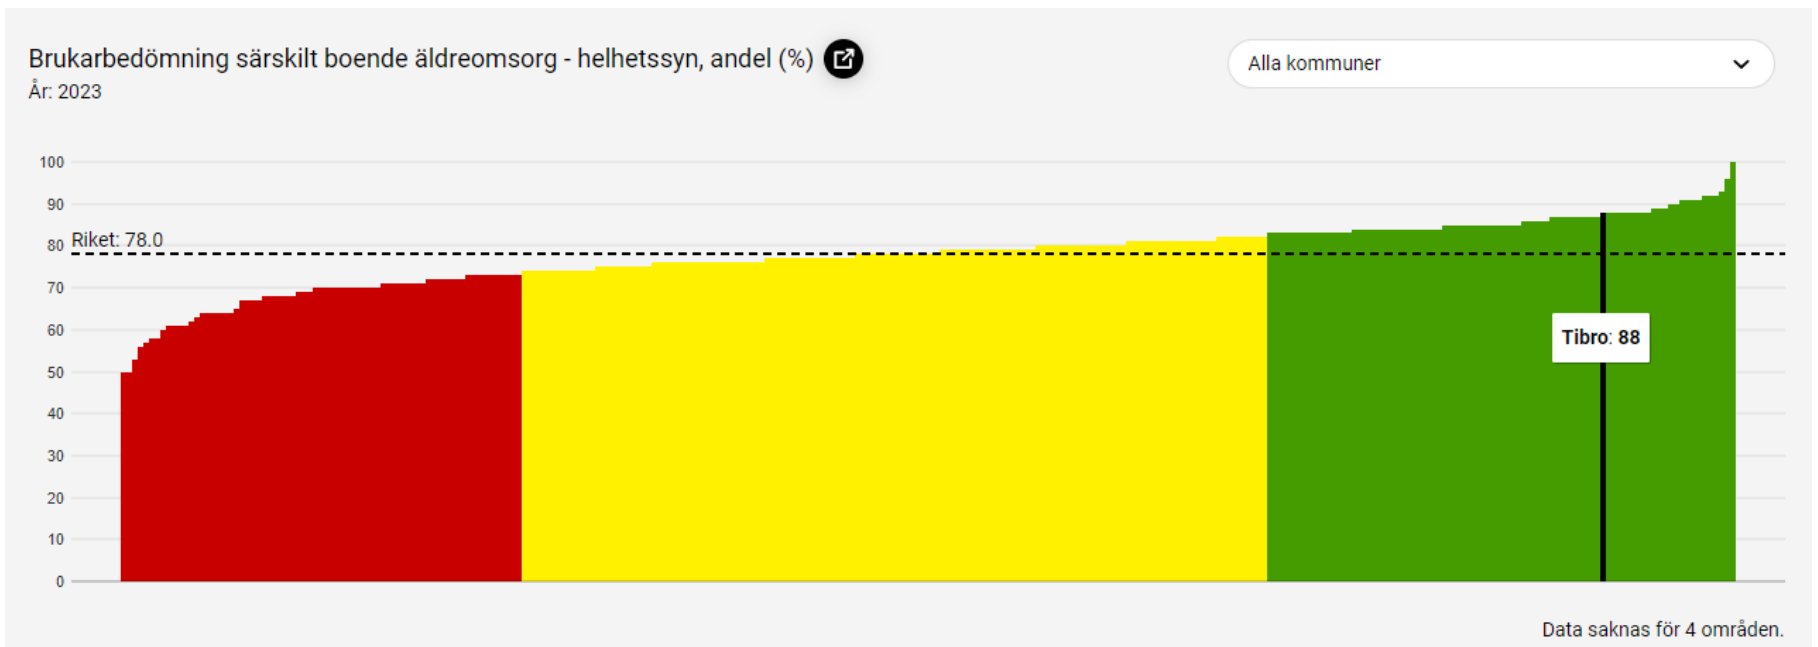 Brukarbedömning särskilt boende äldreomsorg - helhetssyn, andel (%)
Alla kommuner
År: 2023
100
90
80
Riket: 78.0
70
60
Tibro: 88
50
40
30
20
10
0
Data saknas för 4 områden.